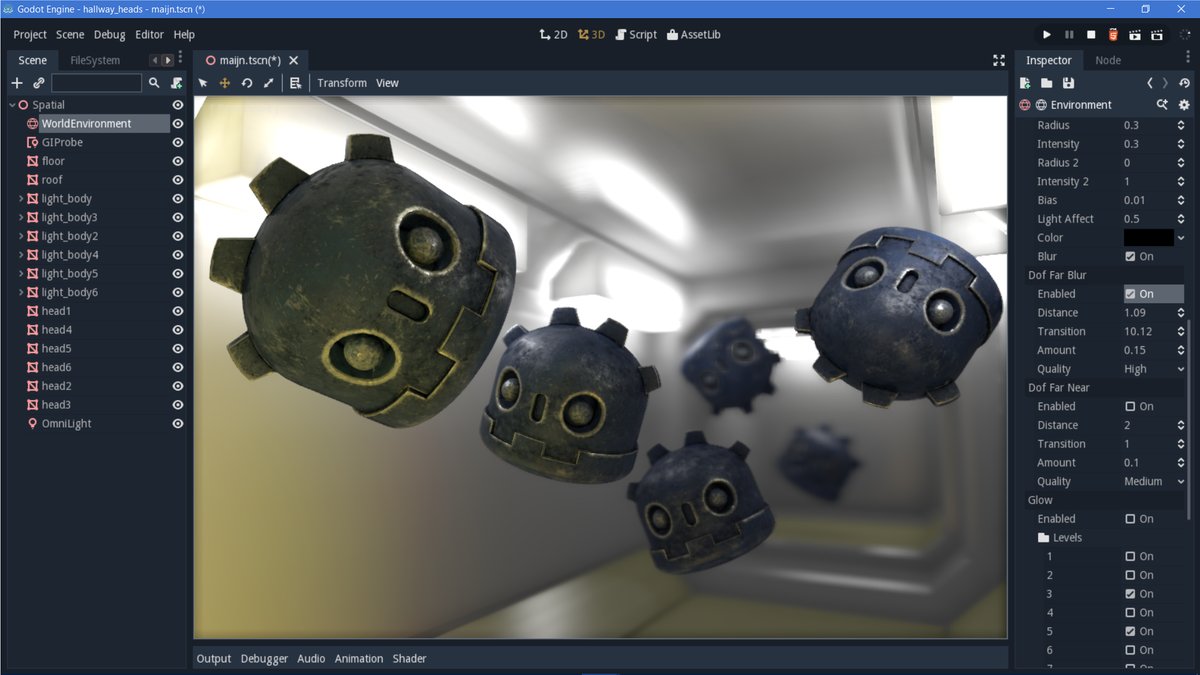 Godot Engine - hallway_heads - maijn.tscn (*)
Project Scene Debug Editor Help
2D 3D Script AssetLib
Scene FileSystem
maijn.tscn(*)
Inspector Node
Transform View
Spatial
WorldEnvironment
GIProbe
floor
roof
light_body
light_body3
light_body2
light_body4
light_body5
light_body6
head1
head4
head5
head6
head2
head3
OmniLight
Output Debugger Audio Animation Shader
Environment
Radius 0.3
Intensity 0.3
Radius 2 0
Intensity 2 1
Bias 0.01
Light Affect 0.5
Color
Blur On
Dof Far Blur
Enabled On
Distance 1.09
Transition 10.12
Amount 0.15
Quality High
Dof Far Near
Enabled On
Distance 2
Transition 1
Amount 0.1
Quality Medium
Glow
Enabled On
Levels
1 On
2 On
3 On
4 On
5 On
6 On